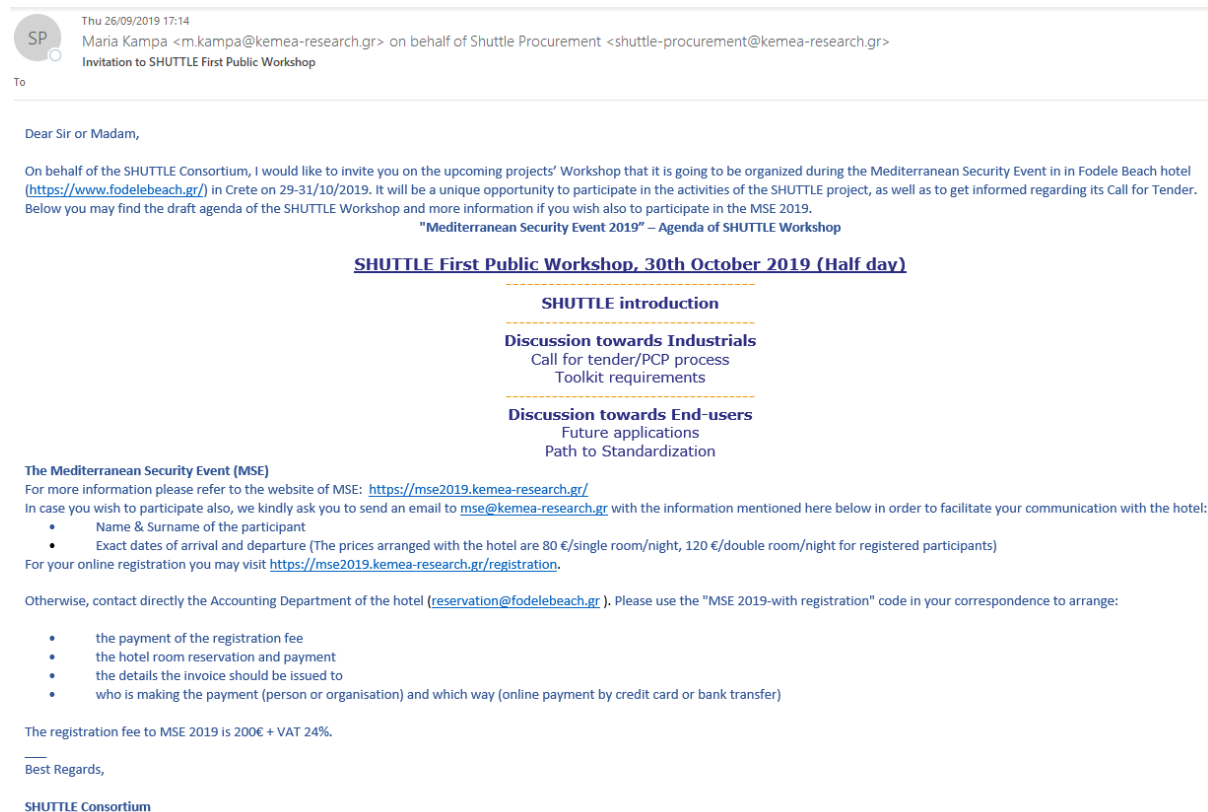 SP
Thu 26/09/2019 17:14
Maria Kampa <m.kampa@kemea-research.gr> on behalf of Shuttle Procurement <shuttle-procurement@kemea-research.gr>
Invitation to SHUTTLE First Public Workshop
To
Dear Sir or Madam,
On behalf of the SHUTTLE Consortium, I would like to invite you on the upcoming projects’ Workshop that it is going to be organized during the Mediterranean Security Event in in Fodele Beach hotel
(https://www.fodelebeach.gr/) in Crete on 29-31/10/2019. It will be a unique opportunity to participate in the activities of the SHUTTLE project, as well as to get informed regarding its Call for Tender.
Below you may find the draft agenda of the SHUTTLE Workshop and more information if you wish also to participate in the MSE 2019.
"Mediterranean Security Event 2019” – Agenda of SHUTTLE Workshop
SHUTTLE First Public Workshop, 30th October 2019 (Half day)
-----------------------------------
SHUTTLE introduction
-----------------------------------
Discussion towards Industrials
Call for tender/PCP process
Toolkit requirements
-----------------------------------
Discussion towards End-users
Future applications
Path to Standardization
The Mediterranean Security Event (MSE)
For more information please refer to the website of MSE: https://mse2019.kemea-research.gr/
In case you wish to participate also, we kindly ask you to send an email to mse@kemea-research.gr with the information mentioned here below in order to facilitate your communication with the hotel:
• Name & Surname of the participant
• Exact dates of arrival and departure (The prices arranged with the hotel are 80 €/single room/night, 120 €/double room/night for registered participants)
For your online registration you may visit https://mse2019.kemea-research.gr/registration.
Otherwise, contact directly the Accounting Department of the hotel (reservation@fodelebeach.gr ). Please use the "MSE 2019-with registration" code in your correspondence to arrange:
• the payment of the registration fee
• the hotel room reservation and payment
• the details the invoice should be issued to
• who is making the payment (person or organisation) and which way (online payment by credit card or bank transfer)
The registration fee to MSE 2019 is 200€ + VAT 24%.
___
Best Regards,
SHUTTLE Consortium